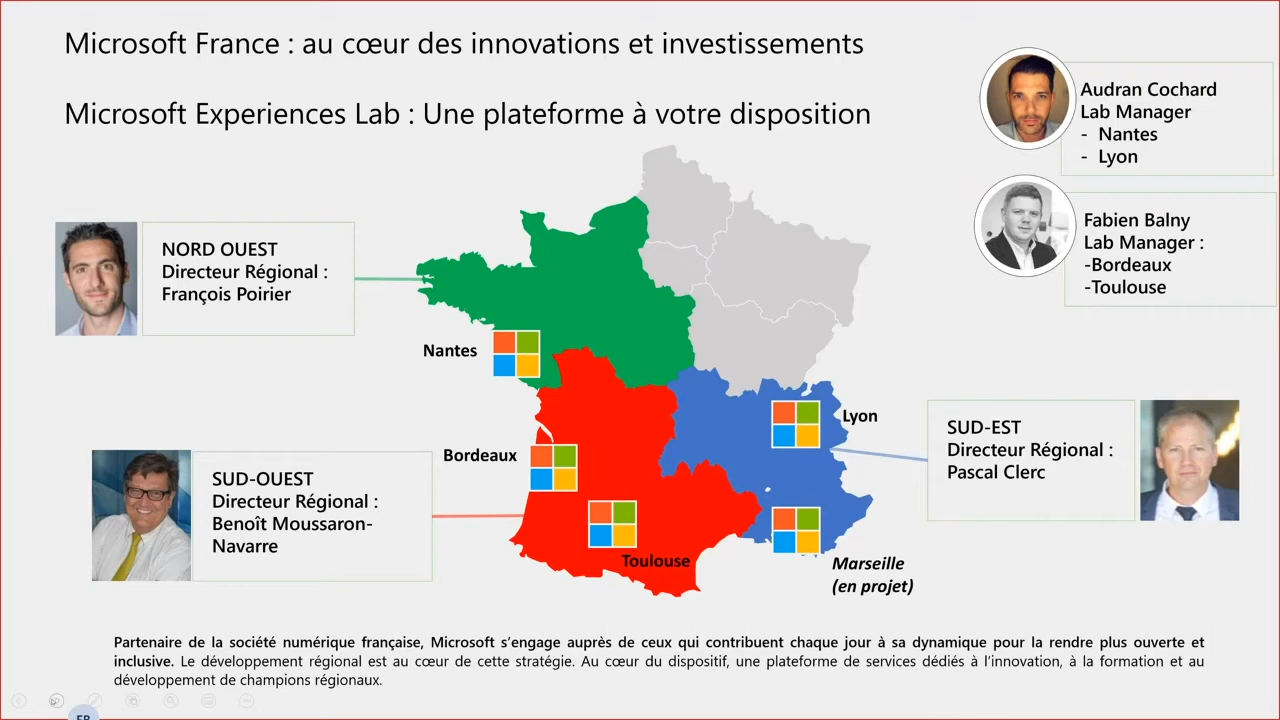 Microsoft France : au cœur des innovations et investissements
Microsoft Experiences Lab : Une plateforme à votre disposition
Audran Cochard
Lab Manager
- Nantes
- Lyon
Fabien Balny
Lab Manager :
-Bordeaux
-Toulouse
NORD OUEST
Directeur Régional :
François Poirier
Nantes
Lyon
SUD-EST
Directeur Régional :
Pascal Clerc
Bordeaux
SUD-OUEST
Directeur Régional :
Benoît Moussaron-
Navarre
Toulouse
Marseille
(en projet)
Partenaire de la société numérique française, Microsoft s’engage auprès de ceux qui contribuent chaque jour à sa dynamique pour la rendre plus ouverte et
inclusive. Le développement régional est au cœur de cette stratégie. Au cœur du dispositif, une plateforme de services dédiés à l’innovation, à la formation et au
développement de champions régionaux.